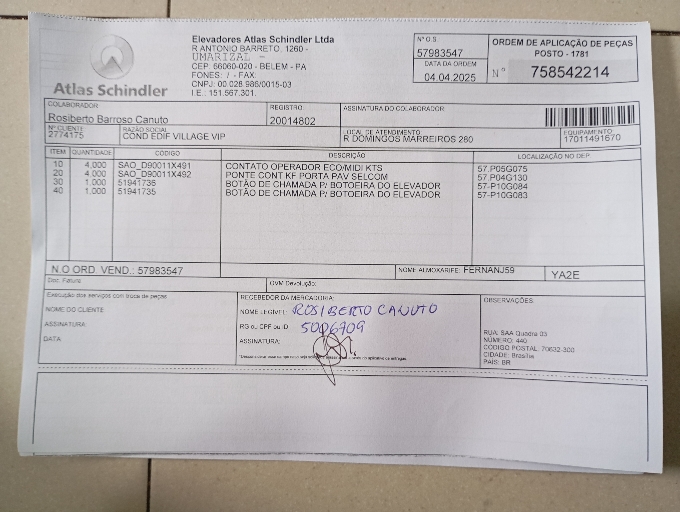 Atlas Schindler
Elevadores Atlas Schindler Ltda
R ANTONIO BARRETO, 1260 -
UMARIZAL -
CEP: 66060-020 - BELEM - PA
FONES: / - FAX:
CNPJ: 00.028.986/0015-03
I.E.: 151.567.301.
Nº O.S.
57983547
DATA DA ORDEM
04.04.2025
ORDEM DE APLICAÇÃO DE PEÇAS
POSTO - 1781
N° 758542214
COLABORADOR
Rosiberto Barroso Canuto
REGISTRO
20014802
ASSINATURA DO COLABORADOR
Nº CLIENTE
2774175
RAZÃO SOCIAL
COND EDIF VILLAGE VIP
LOCAL DE ATENDIMENTO
R DOMINGOS MARREIROS 280
EQUIPAMENTO
17011491670
ITEM QUANTIDADE CÓDIGO DESCRIÇÃO LOCALIZAÇÃO NO DEP.
10 4,000 SAO_D90011X491 CONTATO OPERADOR ECO/MIDI KTS 57.P05G075
20 4,000 SAO_D90011X492 PONTE CONT KF PORTA PAV SELCOM 57.P04G130
30 1,000 51941736 BOTÃO DE CHAMADA P/ BOTOEIRA DO ELEVADOR 57-P10G084
40 1,000 51941735 BOTÃO DE CHAMADA P/ BOTOEIRA DO ELEVADOR 57-P10G083
N.O ORD. VEND.: 57983547
NOME ALMOXARIFE: FERNANJ59
YA2E
Doc. Fatura
OVM Devolução:
Execução dos serviços com troca de peças
NOME DO CLIENTE
ASSINATURA:
DATA
RECEBEDOR DA MERCADORIA:
NOME LEGÍVEL: ROSIBERTO CANUTO
RG ou CPF ou ID 5006709
ASSINATURA:
OBSERVAÇÕES:
RUA: SAA Quadra 03
NÚMERO: 440
CÓDIGO POSTAL: 70632-300
CIDADE: Brasília
PAÍS: BR